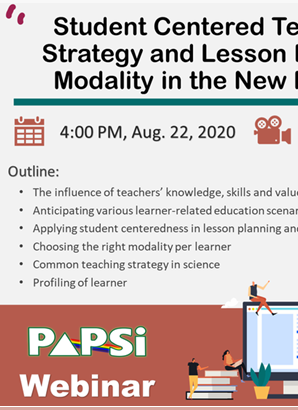 Student Centered Te
Strategy and Lesson
Modality in the New
4:00 PM, Aug. 22, 2020
Outline:
• The influence of teachers' knowledge, skills and valu
• Anticipating various learner-related education scenar
• Applying student centeredness in lesson planning an
• Choosing the right modality per learner
• Common teaching strategy in science
• Profiling of learner
PAPSi
Webinar